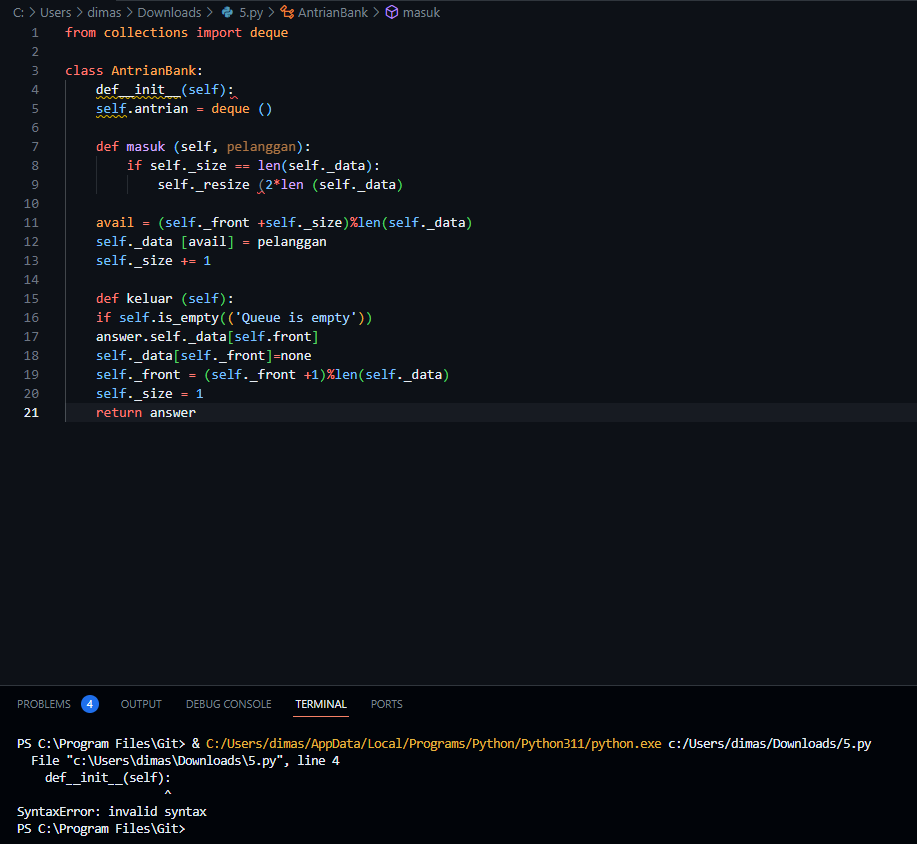 C: > Users > dimas > Downloads > 5.py > AntrianBank > masuk
1 from collections import deque
2
3 class AntrianBank:
4     def__init__(self):
5     self.antrian = deque ()
6
7     def masuk (self, pelanggan):
8         if self._size == len(self._data):
9             self._resize (2*len (self._data)
10
11     avail = (self._front +self._size)%len(self._data)
12     self._data [avail] = pelanggan
13     self._size += 1
14
15     def keluar (self):
16     if self.is_empty(('Queue is empty'))
17     answer.self._data[self.front]
18     self._data[self._front]=none
19     self._front = (self._front +1)%len(self._data)
20     self._size = 1
21     return answer
PROBLEMS 4 OUTPUT DEBUG CONSOLE TERMINAL PORTS
PS C:\Program Files\Git> & C:/Users/dimas/AppData/Local/Programs/Python/Python311/python.exe c:/Users/dimas/Downloads/5.py
  File "c:\Users\dimas\Downloads\5.py", line 4
    def__init__(self):
                     ^
SyntaxError: invalid syntax
PS C:\Program Files\Git>